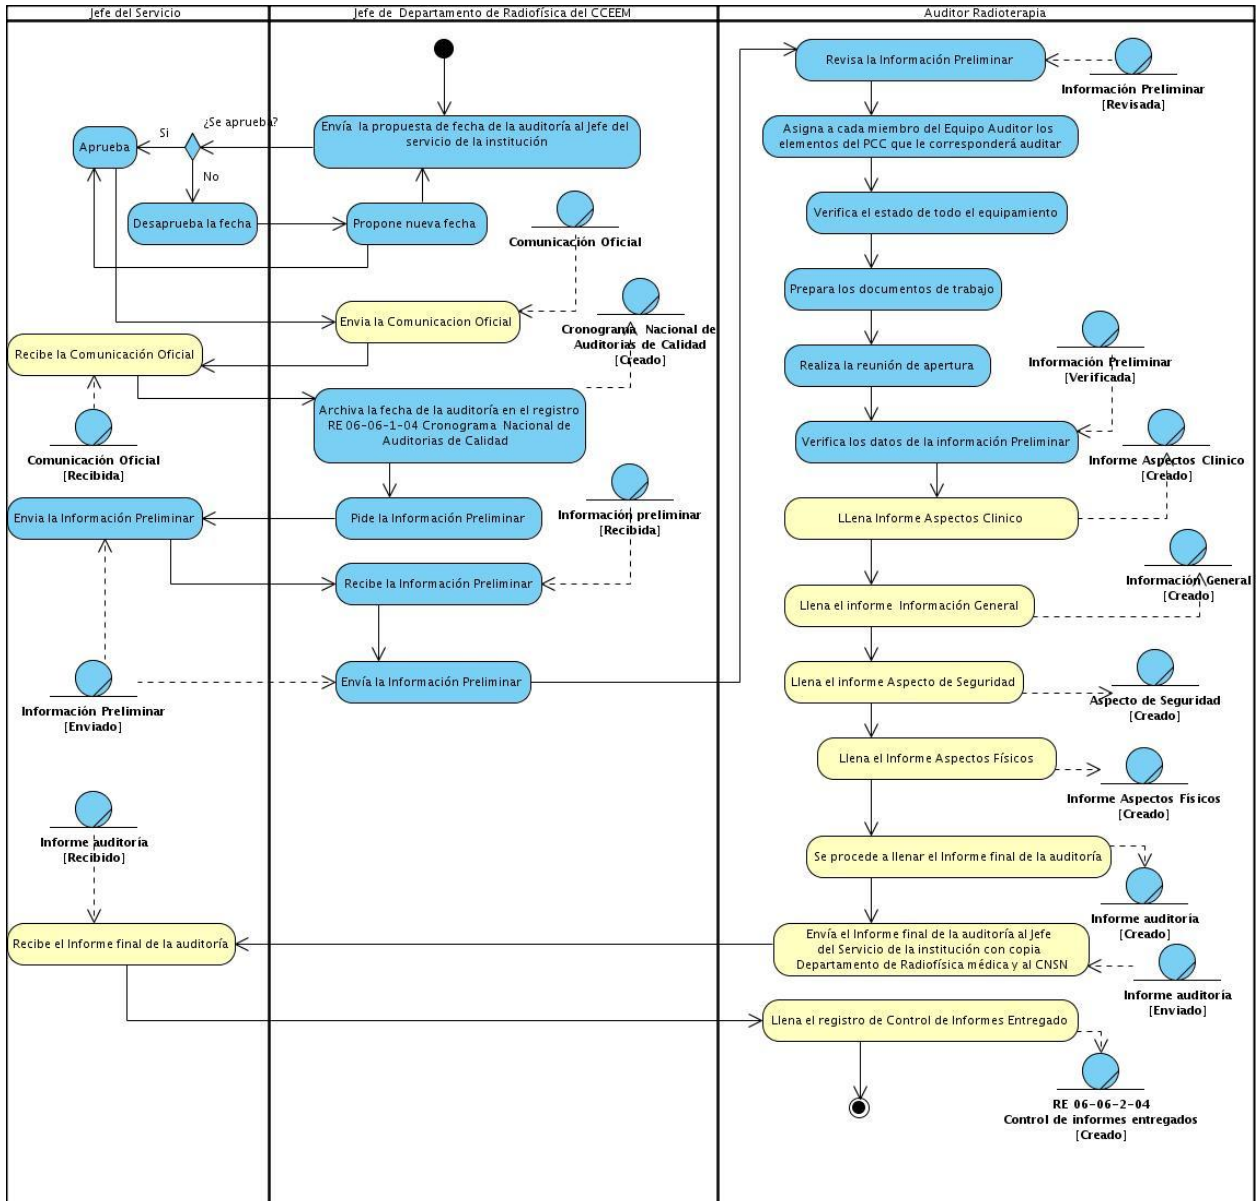 Jefe del Servicio
Jefe de Departamento de Radiofísica del CCEEM
Auditor Radioterapia
Revisa la Información Preliminar
Información Preliminar
[Revisada]
¿Se aprueba?
Si
Aprueba
No
Envía la propuesta de fecha de la auditoría al Jefe del
servicio de la institución
Asigna a cada miembro del Equipo Auditor los
elementos del PCC que le corresponderá auditar
Desaprueba la fecha
Propone nueva fecha
Comunicación Oficial
Verifica el estado de todo el equipamiento
Prepara los documentos de trabajo
Envia la Comunicacion Oficial
Cronograma Nacional de
Auditorias de Calidad
[Creado]
Recibe la Comunicación Oficial
Realiza la reunión de apertura
Información Preliminar
[Verificada]
Archiva la fecha de la auditoría en el registro
RE 06-06-1-04 Cronograma Nacional de
Auditorias de Calidad
Comunicación Oficial
[Recibida]
Verifica los datos de la información Preliminar
Informe Aspectos Clinico
[Creado]
Envia la Información Preliminar
Pide la Información Preliminar
Información preliminar
[Recibida]
LLena Informe Aspectos Clinico
Recibe la Información Preliminar
Información General
[Creado]
Llena el informe Información General
Envía la Información Preliminar
Información Preliminar
[Enviado]
Llena el informe Aspecto de Seguridad
Aspecto de Seguridad
[Creado]
Llena el Informe Aspectos Físicos
Informe Aspectos Físicos
[Creado]
Informe auditoría
[Recibido]
Se procede a llenar el Informe final de la auditoría
Informe auditoría
[Creado]
Recibe el Informe final de la auditoría
Envía el Informe final de la auditoría al Jefe
del Servicio de la institución con copia
Departamento de Radiofísica médica y al CNSN
Informe auditoría
[Enviado]
Llena el registro de Control de Informes Entregado
RE 06-06-2-04
Control de informes entregados
[Creado]